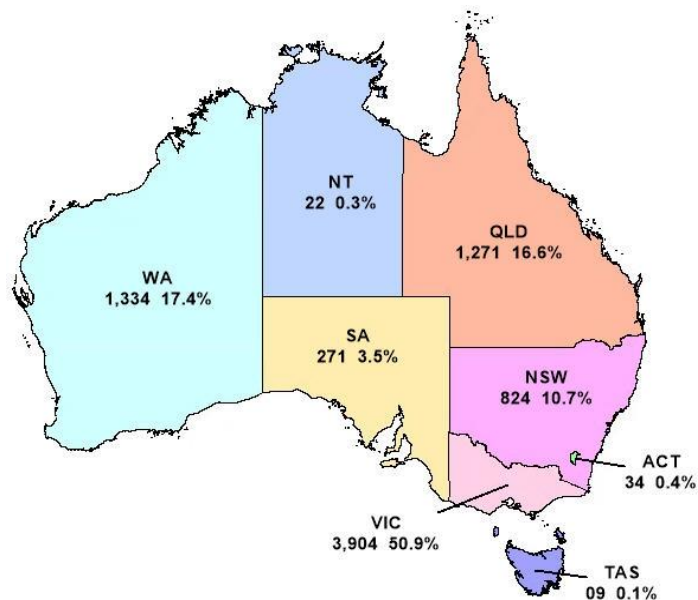 NT
22 0.3%
QLD
1,271 16.6%
WA
1,334 17.4%
SA
271 3.5%
NSW
824 10.7%
ACT
34 0.4%
VIC
3,904 50.9%
TAS
09 0.1%